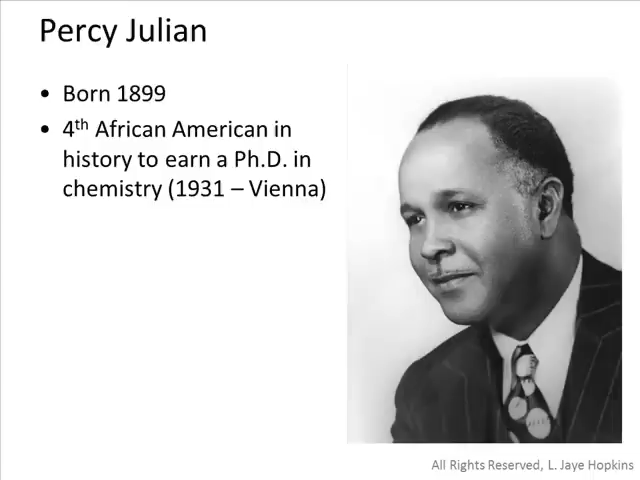 Percy Julian
• Born 1899
• 4th African American in
history to earn a Ph.D. in
chemistry (1931 – Vienna)
All Rights Reserved, L. Jaye Hopkins